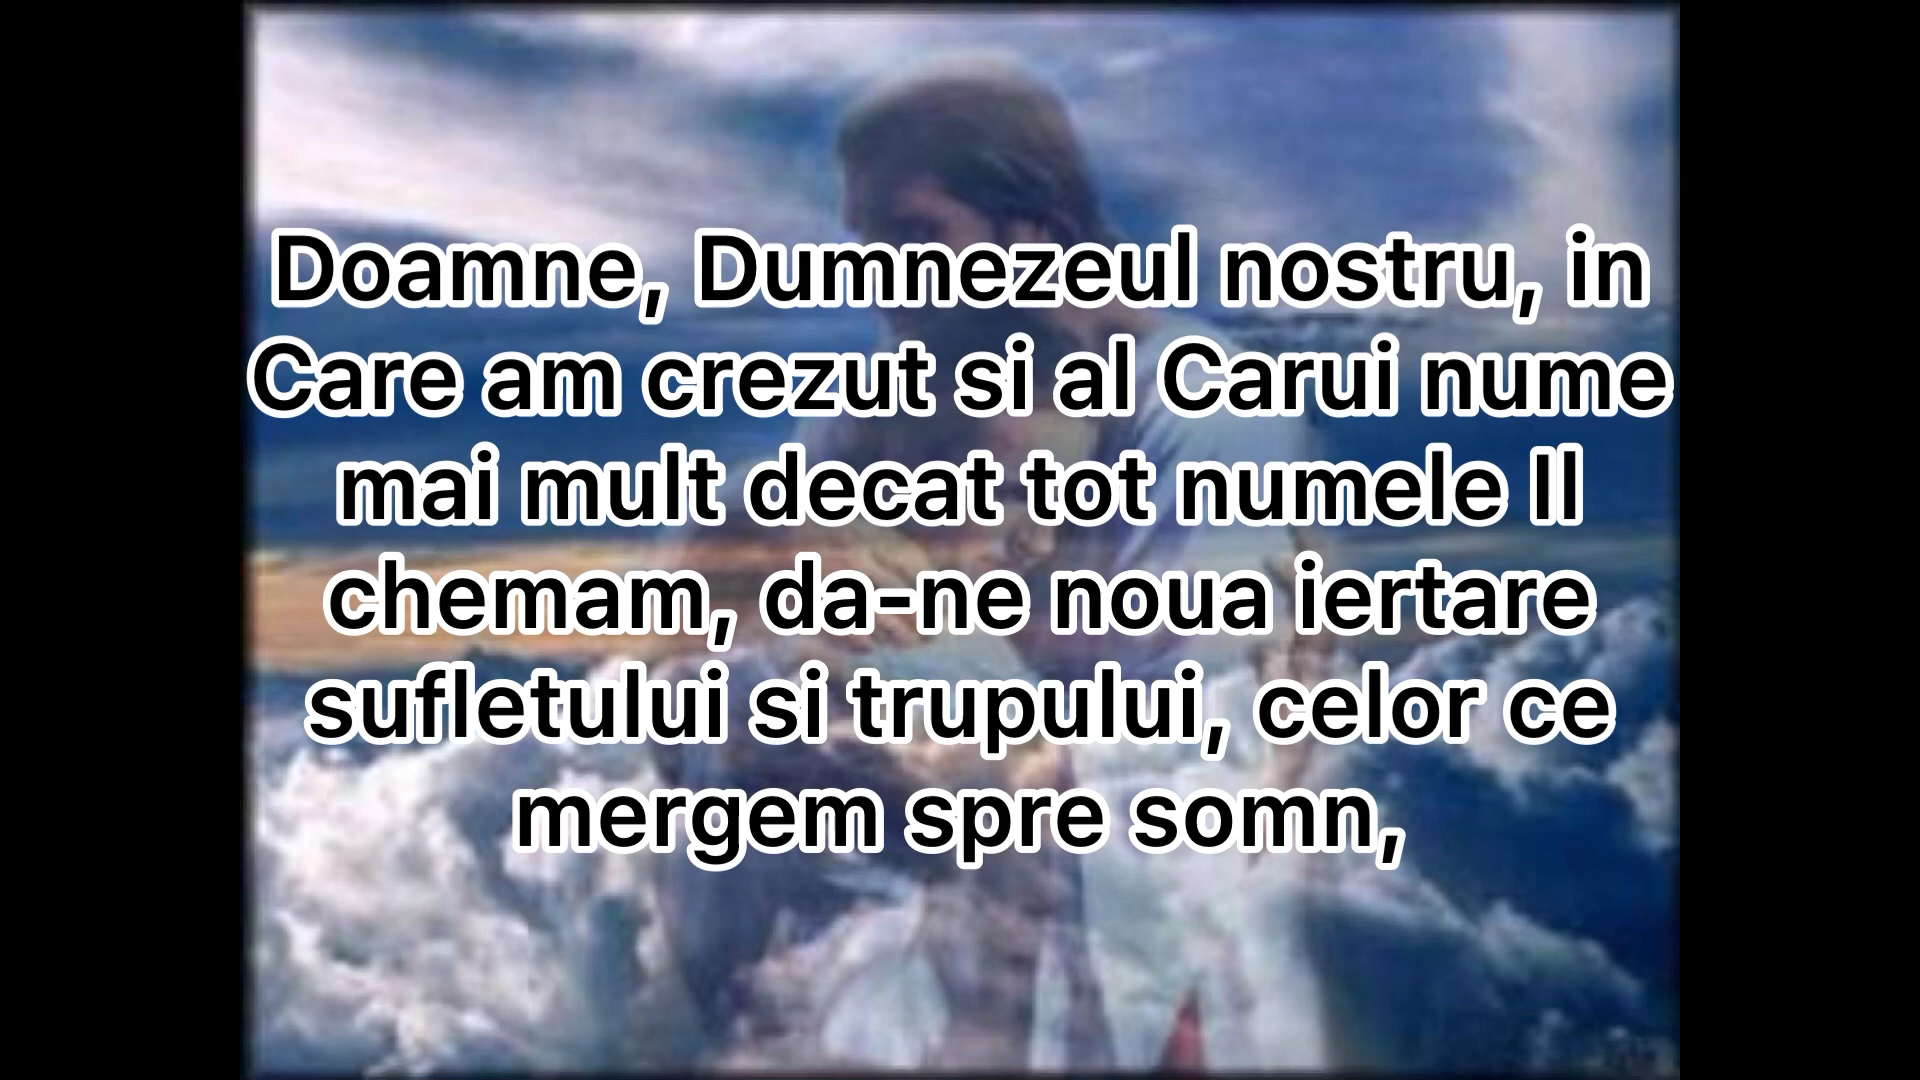 Doamne, Dumnezeul nostru, in
Care am crezut si al Carui nume
mai mult decat tot numele Il
chemam, da-ne noua iertare
sufletului si trupului, celor ce
mergem spre somn,